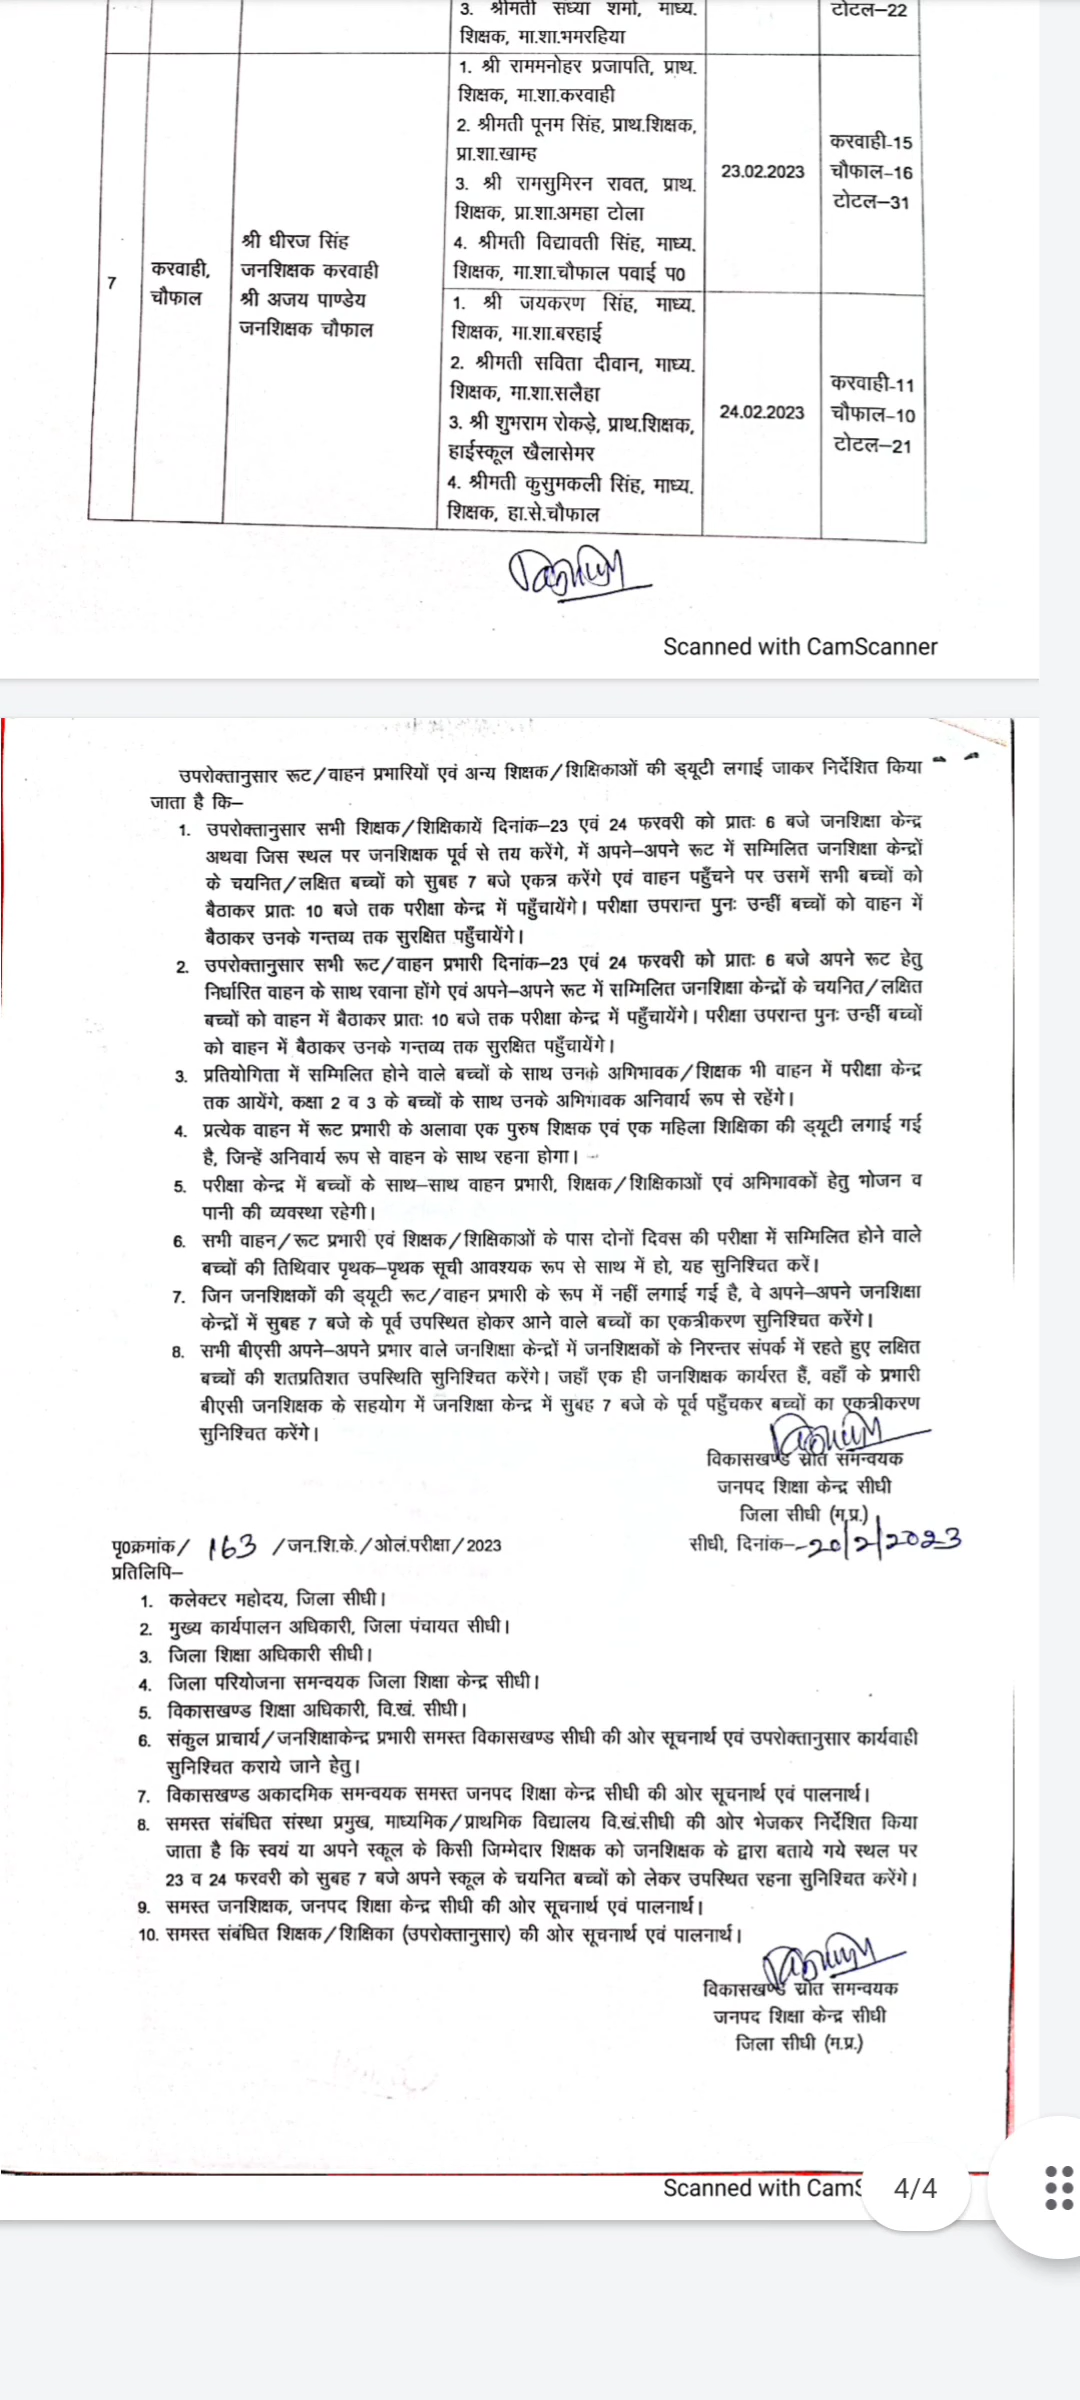 3. श्रीमती संध्या शर्मा, माध्य.
शिक्षक, मा.शा.भमरहिया
टोटल–22
7
करवाही,
चौफाल
श्री धीरज सिंह
जनशिक्षक करवाही
श्री अजय पाण्डेय
जनशिक्षक चौफाल
1. श्री राममनोहर प्रजापति, प्राथ.
शिक्षक, मा.शा.करवाही
2. श्रीमती पूनम सिंह, प्राथ.शिक्षक,
प्रा.शा.खाम्ह
3. श्री रामसुमिरन रावत, प्राथ.
शिक्षक, प्रा.शा.अमहा टोला
4. श्रीमती विद्यावती सिंह, माध्य.
शिक्षक, मा.शा.चौफाल पवाई प0
23.02.2023
करवाही-15
चौफाल-16
टोटल–31
1. श्री जयकरण सिंह, माध्य.
शिक्षक, मा.शा.बरहाई
2. श्रीमती सविता दीवान, माध्य.
शिक्षक, मा.शा.सलैहा
3. श्री शुभराम रोकड़े, प्राथ.शिक्षक,
हाईस्कूल खैलासेमर
4. श्रीमती कुसुमकली सिंह, माध्य.
शिक्षक, हा.से.चौफाल
24.02.2023
करवाही-11
चौफाल-10
टोटल–21
Scanned with CamScanner
उपरोक्तानुसार रूट/वाहन प्रभारियों एवं अन्य शिक्षक/शिक्षिकाओं की ड्यूटी लगाई जाकर निर्देशित किया
जाता है कि–
1. उपरोक्तानुसार सभी शिक्षक/शिक्षिकायें दिनांक–23 एवं 24 फरवरी को प्रातः 6 बजे जनशिक्षा केन्द्र
अथवा जिस स्थल पर जनशिक्षक पूर्व से तय करेंगे, में अपने–अपने रूट में सम्मिलित जनशिक्षा केन्द्रों
के चयनित/लक्षित बच्चों को सुबह 7 बजे एकत्र करेंगे एवं वाहन पहुँचने पर उसमें सभी बच्चों को
बैठाकर प्रातः 10 बजे तक परीक्षा केन्द्र में पहुँचायेंगे। परीक्षा उपरान्त पुनः उन्हीं बच्चों को वाहन में
बैठाकर उनके गन्तव्य तक सुरक्षित पहुँचायेंगे।
2. उपरोक्तानुसार सभी रूट/वाहन प्रभारी दिनांक–23 एवं 24 फरवरी को प्रातः 6 बजे अपने रूट हेतु
निर्धारित वाहन के साथ रवाना होंगे एवं अपने–अपने रूट में सम्मिलित जनशिक्षा केन्द्रों के चयनित/लक्षित
बच्चों को वाहन में बैठाकर प्रातः 10 बजे तक परीक्षा केन्द्र में पहुँचायेंगे। परीक्षा उपरान्त पुनः उन्हीं बच्चों
को वाहन में बैठाकर उनके गन्तव्य तक सुरक्षित पहुँचायेंगे।
3. प्रतियोगिता में सम्मिलित होने वाले बच्चों के साथ उनके अभिभावक/शिक्षक भी वाहन में परीक्षा केन्द्र
तक आयेंगे, कक्षा 2 व 3 के बच्चों के साथ उनके अभिभावक अनिवार्य रूप से रहेंगे।
4. प्रत्येक वाहन में रूट प्रभारी के अलावा एक पुरुष शिक्षक एवं एक महिला शिक्षिका की ड्यूटी लगाई गई
है, जिन्हें अनिवार्य रूप से वाहन के साथ रहना होगा।
5. परीक्षा केन्द्र में बच्चों के साथ–साथ वाहन प्रभारी, शिक्षक/शिक्षिकाओं एवं अभिभावकों हेतु भोजन व
पानी की व्यवस्था रहेगी।
6. सभी वाहन/रूट प्रभारी एवं शिक्षक/शिक्षिकाओं के पास दोनों दिवस की परीक्षा में सम्मिलित होने वाले
बच्चों की तिथिवार पृथक–पृथक सूची आवश्यक रूप से साथ में हो, यह सुनिश्चित करें।
7. जिन जनशिक्षकों की ड्यूटी रूट/वाहन प्रभारी के रूप में नहीं लगाई गई है, वे अपने–अपने जनशिक्षा
केन्द्रों में सुबह 7 बजे के पूर्व उपस्थित होकर आने वाले बच्चों का एकत्रीकरण सुनिश्चित करेंगे।
8. सभी बीएसी अपने–अपने प्रभार वाले जनशिक्षा केन्द्रों में जनशिक्षकों के निरन्तर संपर्क में रहते हुए लक्षित
बच्चों की शतप्रतिशत उपस्थिति सुनिश्चित करेंगे। जहाँ एक ही जनशिक्षक कार्यरत हैं, वहाँ के प्रभारी
बीएसी जनशिक्षक के सहयोग में जनशिक्षा केन्द्र में सुबह 7 बजे के पूर्व पहुँचकर बच्चों का एकत्रीकरण
सुनिश्चित करेंगे।
विकासखण्ड स्रोत समन्वयक
जनपद शिक्षा केन्द्र सीधी
जिला सीधी (म.प्र.)
पृ0क्रमांक/ 163 /जन.शि.के./ओलं.परीक्षा/2023
सीधी, दिनांक–20/2/2023
प्रतिलिपि–
1. कलेक्टर महोदय, जिला सीधी।
2. मुख्य कार्यपालन अधिकारी, जिला पंचायत सीधी।
3. जिला शिक्षा अधिकारी सीधी।
4. जिला परियोजना समन्वयक जिला शिक्षा केन्द्र सीधी।
5. विकासखण्ड शिक्षा अधिकारी, वि.खं. सीधी।
6. संकुल प्राचार्य/जनशिक्षाकेन्द्र प्रभारी समस्त विकासखण्ड सीधी की ओर सूचनार्थ एवं उपरोक्तानुसार कार्यवाही
सुनिश्चित कराये जाने हेतु।
7. विकासखण्ड अकादमिक समन्वयक समस्त जनपद शिक्षा केन्द्र सीधी की ओर सूचनार्थ एवं पालनार्थ।
8. समस्त संबंधित संस्था प्रमुख, माध्यमिक/प्राथमिक विद्यालय वि.खं.सीधी की ओर भेजकर निर्देशित किया
जाता है कि स्वयं या अपने स्कूल के किसी जिम्मेदार शिक्षक को जनशिक्षक के द्वारा बताये गये स्थल पर
23 व 24 फरवरी को सुबह 7 बजे अपने स्कूल के चयनित बच्चों को लेकर उपस्थित रहना सुनिश्चित करेंगे।
9. समस्त जनशिक्षक, जनपद शिक्षा केन्द्र सीधी की ओर सूचनार्थ एवं पालनार्थ।
10. समस्त संबंधित शिक्षक/शिक्षिका (उपरोक्तानुसार) की ओर सूचनार्थ एवं पालनार्थ।
विकासखण्ड स्रोत समन्वयक
जनपद शिक्षा केन्द्र सीधी
जिला सीधी (म.प्र.)
Scanned with CamS
4/4